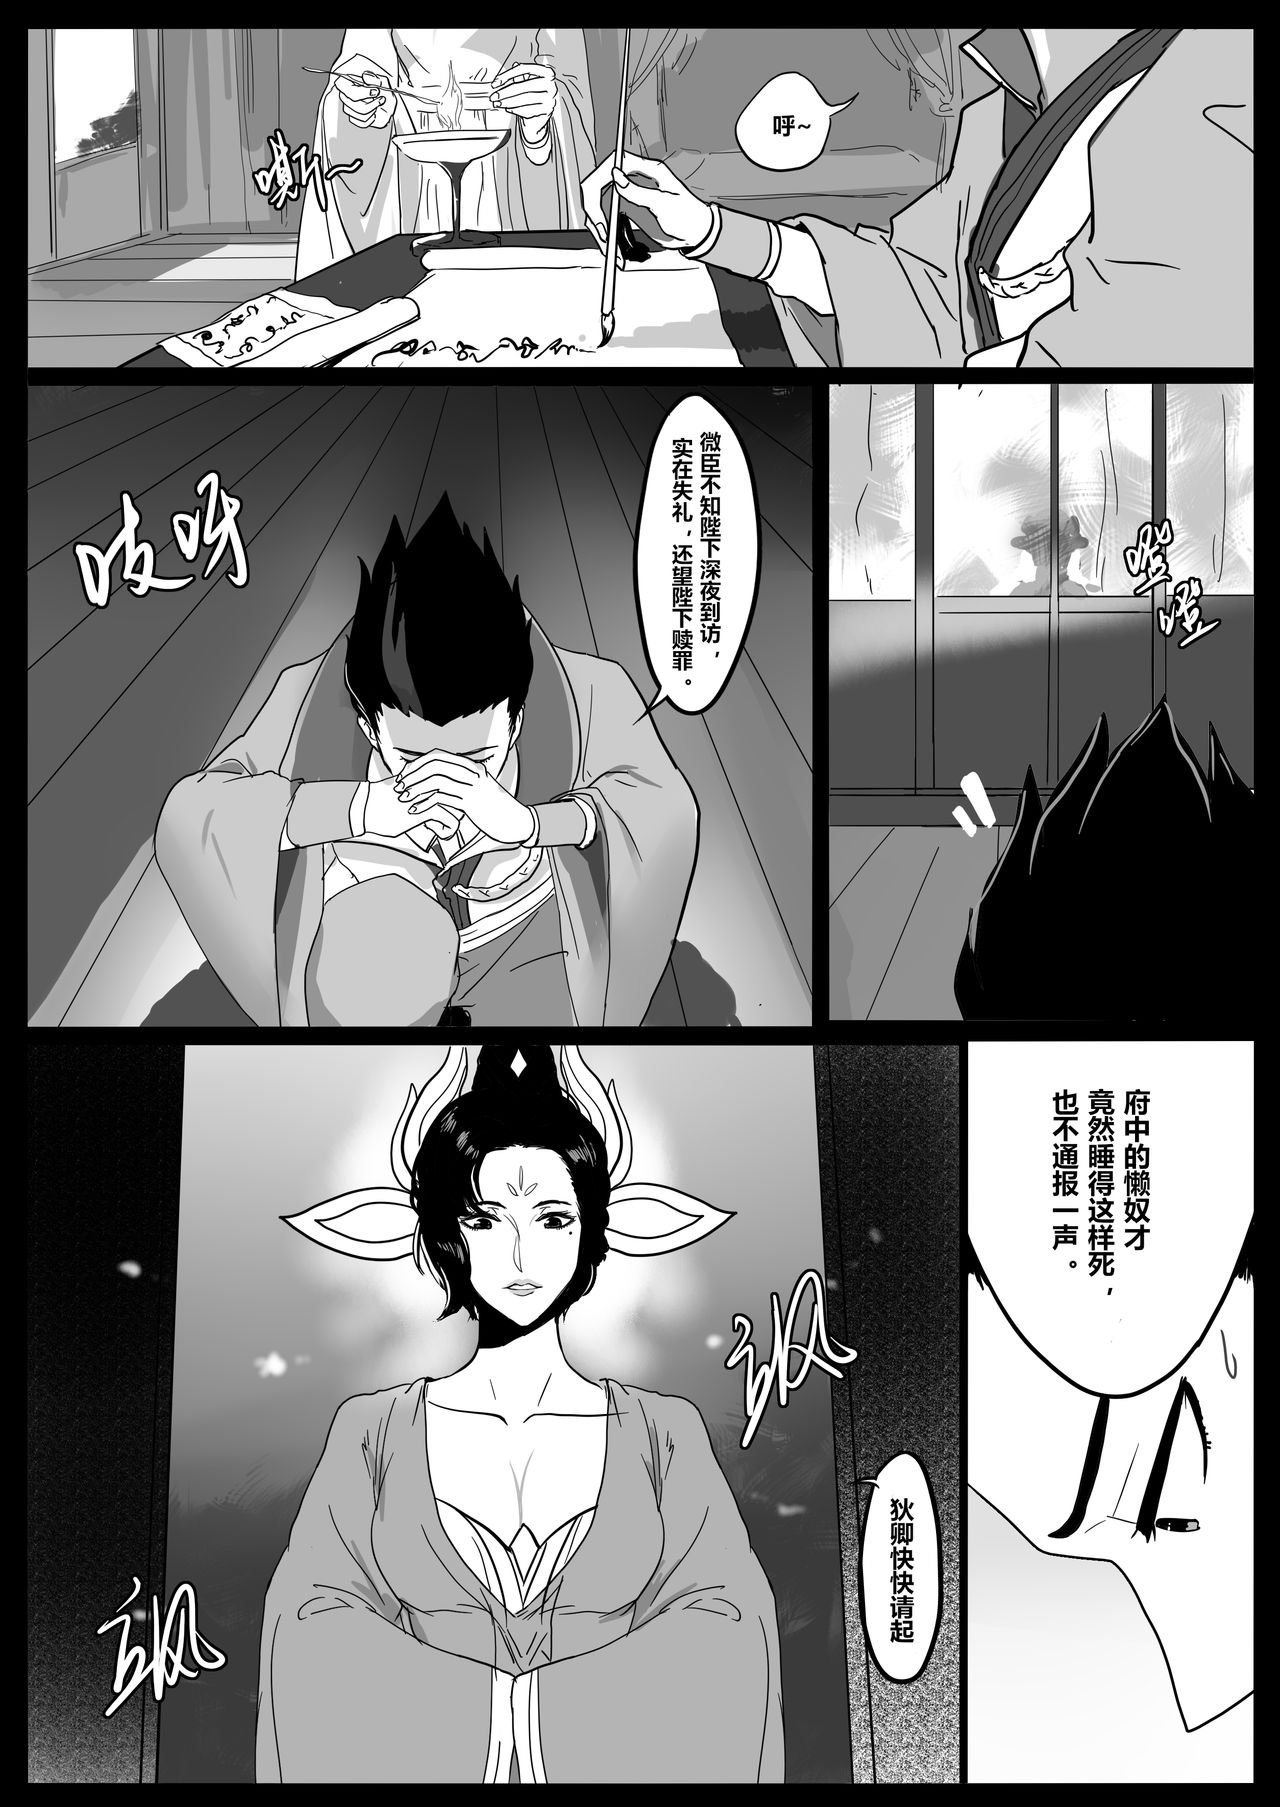 呼~
嘶~
噔
噔
微臣不知陛下深夜到访，
实在失礼，还望陛下赎罪。
吱呀
府中的懒奴才
竟然睡得这样死，
也不通报一声。
狄卿快快请起
飒
飒